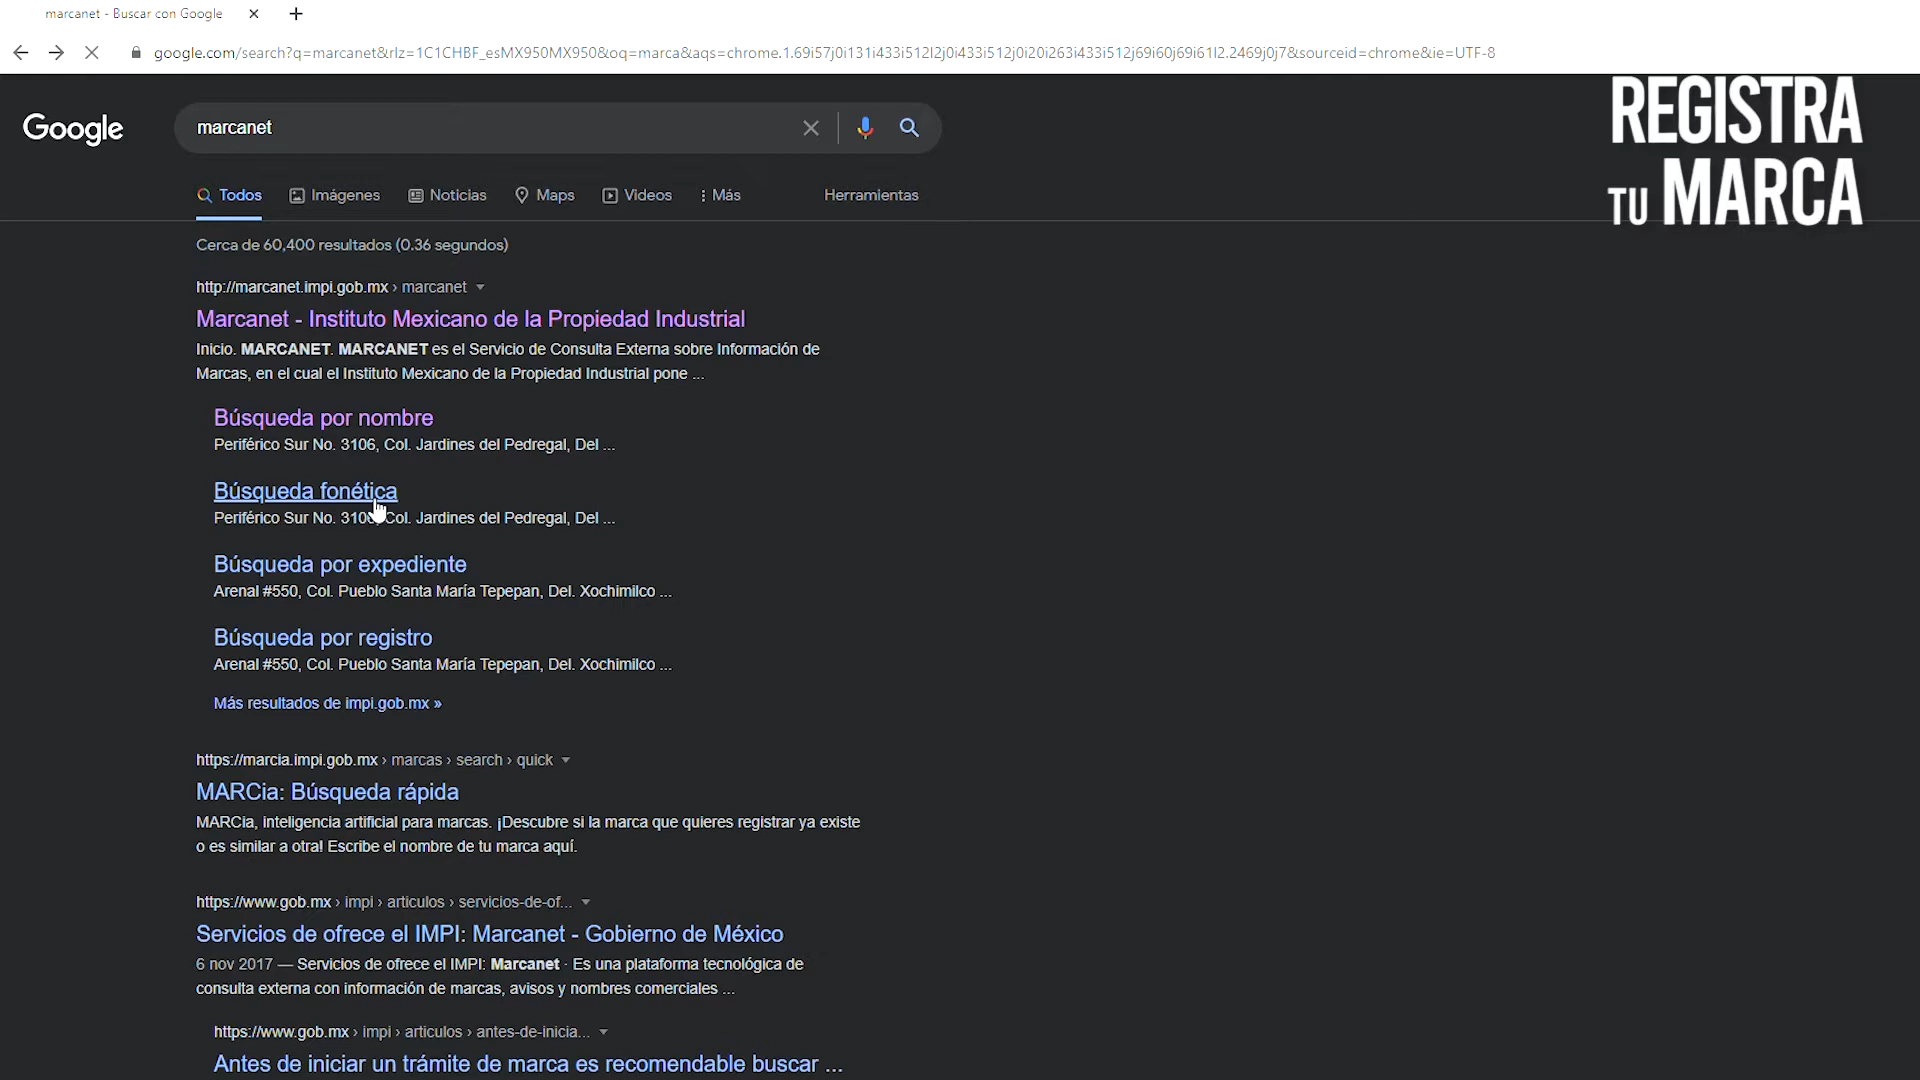 marcanet - Buscar con Google
google.com/search?q=marcanet&rlz=1C1CHBF_esMX950MX950&oq=marca&aqs=chrome.1.69i57j0i131i433i512l2j0i433i512j0i20i263i433i512j69i60j69i61l2.2469j0j7&sourceid=chrome&ie=UTF-8
REGISTRA
TU MARCA
Google
marcanet
Todos Imágenes Noticias Maps Videos Más Herramientas
Cerca de 60,400 resultados (0.36 segundos)
http://marcanet.impi.gob.mx › marcanet
Marcanet - Instituto Mexicano de la Propiedad Industrial
Inicio. MARCANET. MARCANET es el Servicio de Consulta Externa sobre Información de
Marcas, en el cual el Instituto Mexicano de la Propiedad Industrial pone ...
Búsqueda por nombre
Periférico Sur No. 3106, Col. Jardines del Pedregal, Del ...
Búsqueda fonética
Periférico Sur No. 3106, Col. Jardines del Pedregal, Del ...
Búsqueda por expediente
Arenal #550, Col. Pueblo Santa María Tepepan, Del. Xochimilco ...
Búsqueda por registro
Arenal #550, Col. Pueblo Santa María Tepepan, Del. Xochimilco ...
Más resultados de impi.gob.mx »
https://marcia.impi.gob.mx › marcas › search › quick
MARCia: Búsqueda rápida
MARCia, inteligencia artificial para marcas. ¡Descubre si la marca que quieres registrar ya existe
o es similar a otra! Escribe el nombre de tu marca aquí.
https://www.gob.mx › impi › articulos › servicios-de-of...
Servicios de ofrece el IMPI: Marcanet - Gobierno de México
6 nov 2017 — Servicios de ofrece el IMPI: Marcanet · Es una plataforma tecnológica de
consulta externa con información de marcas, avisos y nombres comerciales ...
https://www.gob.mx › impi › articulos › antes-de-inicia...
Antes de iniciar un trámite de marca es recomendable buscar ...